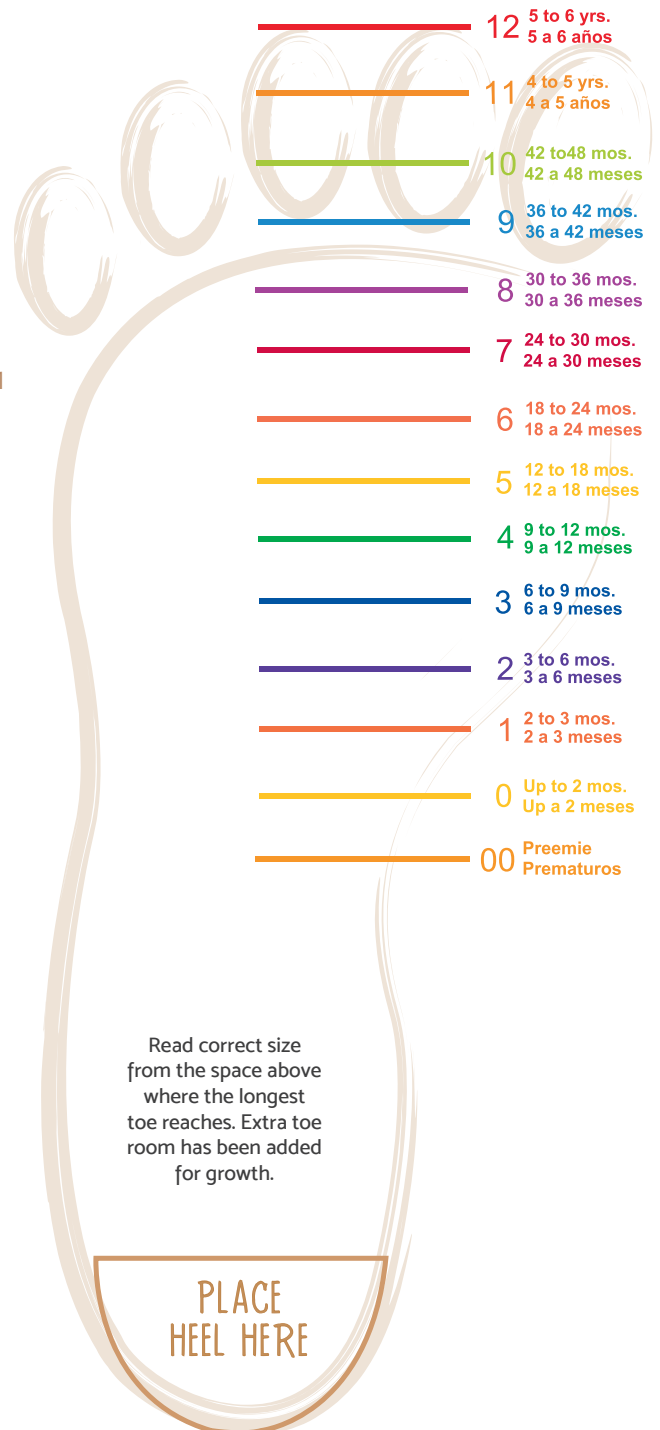 12 5 to 6 yrs.
5 a 6 años
11 4 to 5 yrs.
4 a 5 años
10 42 to48 mos.
42 a 48 meses
9 36 to 42 mos.
36 a 42 meses
8 30 to 36 mos.
30 a 36 meses
7 24 to 30 mos.
24 a 30 meses
6 18 to 24 mos.
18 a 24 meses
5 12 to 18 mos.
12 a 18 meses
4 9 to 12 mos.
9 a 12 meses
3 6 to 9 mos.
6 a 9 meses
2 3 to 6 mos.
3 a 6 meses
1 2 to 3 mos.
2 a 3 meses
0 Up to 2 mos.
Up a 2 meses
00 Preemie
Prematuros
Read correct size
from the space above
where the longest
toe reaches. Extra toe
room has been added
for growth.
PLACE
HEEL HERE